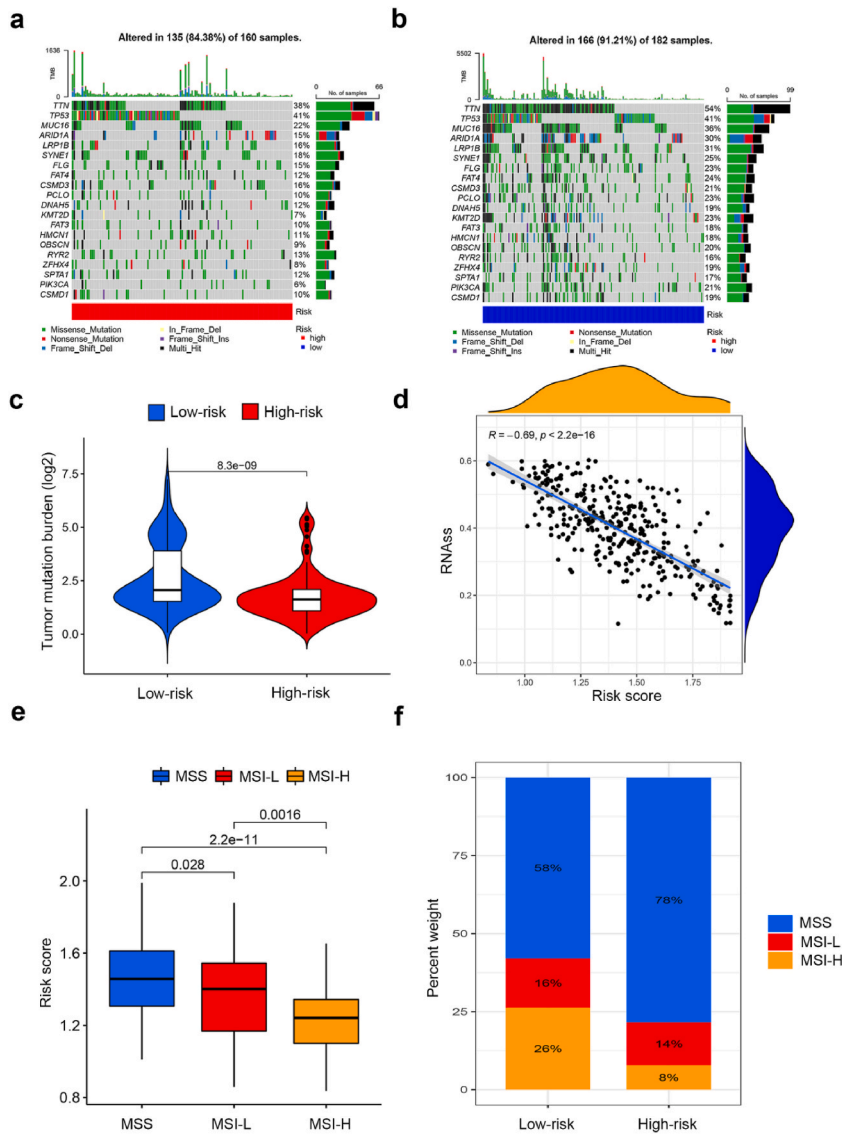 a
Altered in 135 (84.38%) of 160 samples.
1636
TMB
0
0 66
No. of samples
TTN 38%
TP53 41%
MUC16 22%
ARID1A 15%
LRP1B 16%
SYNE1 18%
FLG 15%
FAT4 12%
CSMD3 16%
PCLO 10%
DNAH5 12%
KMT2D 7%
FAT3 10%
HMCN1 11%
OBSCN 9%
RYR2 13%
ZFHX4 8%
SPTA1 12%
PIK3CA 6%
CSMD1 10%
Risk
Missense_Mutation In_Frame_Del Risk
Nonsense_Mutation Frame_Shift_Ins high
Frame_Shift_Del Multi_Hit low
b
Altered in 166 (91.21%) of 182 samples.
5502
TMB
0
0 99
No. of samples
TTN 54%
TP53 41%
MUC16 36%
ARID1A 30%
LRP1B 31%
SYNE1 25%
FLG 23%
FAT4 24%
CSMD3 21%
PCLO 23%
DNAH5 19%
KMT2D 23%
FAT3 18%
HMCN1 18%
OBSCN 20%
RYR2 16%
ZFHX4 19%
SPTA1 17%
PIK3CA 21%
CSMD1 19%
Risk
Missense_Mutation Nonsense_Mutation Risk
Frame_Shift_Del In_Frame_Del high
Frame_Shift_Ins Multi_Hit low
c
Low-risk High-risk
Tumor mutation burden (log2)
7.5
5.0
2.5
0.0
8.3e-09
Low-risk High-risk
d
R = −0.69, p < 2.2e−16
RNAss
0.6
0.4
0.2
0.0
1.00 1.25 1.50 1.75
Risk score
e
MSS MSI-L MSI-H
0.0016
2.2e−11
0.028
Risk score
2.0
1.6
1.2
0.8
MSS MSI-L MSI-H
f
Percent weight
100
75
50
25
0
58%
16%
26%
78%
14%
8%
Low-risk High-risk
MSS
MSI-L
MSI-H